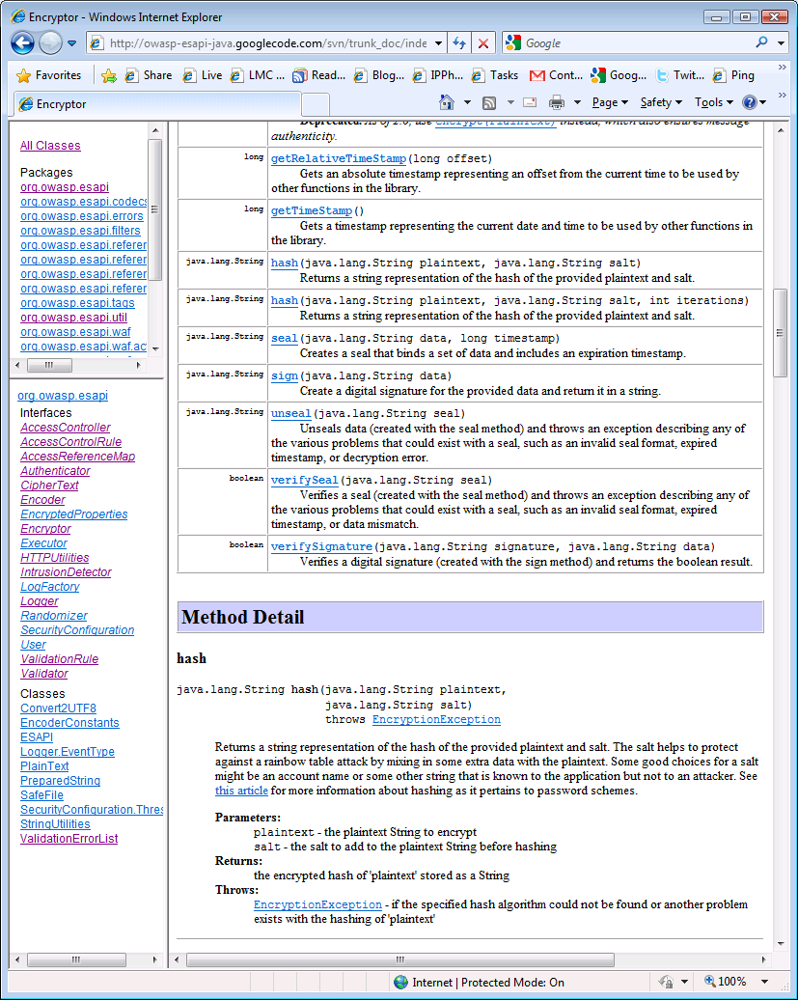 Encryptor - Windows Internet Explorer
http://owasp-esapi-java.googlecode.com/svn/trunk_doc/inde
Google
Favorites Share Live LMC ... Read... Blog... IPPh... Tasks Cont... Goog... Twit... Ping »
Encryptor
Page Safety Tools »
All Classes
Packages
org.owasp.esapi
org.owasp.esapi.codecs
org.owasp.esapi.errors
org.owasp.esapi.filters
org.owasp.esapi.referer
org.owasp.esapi.referer
org.owasp.esapi.referer
org.owasp.esapi.referer
org.owasp.esapi.tags
org.owasp.esapi.util
org.owasp.esapi.waf
org.owasp.esapi.waf.ac
org.owasp.esapi
Interfaces
AccessController
AccessControlRule
AccessReferenceMap
Authenticator
CipherText
Encoder
EncryptedProperties
Encryptor
Executor
HTTPUtilities
IntrusionDetector
LogFactory
Logger
Randomizer
SecurityConfiguration
User
ValidationRule
Validator
Classes
Convert2UTF8
EncoderConstants
ESAPI
Logger.EventType
PlainText
PreparedString
SafeFile
SecurityConfiguration.Thres
StringUtilities
ValidationErrorList
Deprecated. As of 2.0, use encrypt(PlainText) instead, which also ensures message
authenticity.
long getRelativeTimeStamp(long offset)
Gets an absolute timestamp representing an offset from the current time to be used by
other functions in the library.
long getTimeStamp()
Gets a timestamp representing the current date and time to be used by other functions in
the library.
java.lang.String hash(java.lang.String plaintext, java.lang.String salt)
Returns a string representation of the hash of the provided plaintext and salt.
java.lang.String hash(java.lang.String plaintext, java.lang.String salt, int iterations)
Returns a string representation of the hash of the provided plaintext and salt.
java.lang.String seal(java.lang.String data, long timestamp)
Creates a seal that binds a set of data and includes an expiration timestamp.
java.lang.String sign(java.lang.String data)
Create a digital signature for the provided data and return it in a string.
java.lang.String unseal(java.lang.String seal)
Unseals data (created with the seal method) and throws an exception describing any of
the various problems that could exist with a seal, such as an invalid seal format, expired
timestamp, or decryption error.
boolean verifySeal(java.lang.String seal)
Verifies a seal (created with the seal method) and throws an exception describing any of
the various problems that could exist with a seal, such as an invalid seal format, expired
timestamp, or data mismatch.
boolean verifySignature(java.lang.String signature, java.lang.String data)
Verifies a digital signature (created with the sign method) and returns the boolean result.
Method Detail
hash
java.lang.String hash(java.lang.String plaintext,
java.lang.String salt)
throws EncryptionException
Returns a string representation of the hash of the provided plaintext and salt. The salt helps to protect
against a rainbow table attack by mixing in some extra data with the plaintext. Some good choices for a salt
might be an account name or some other string that is known to the application but not to an attacker. See
this article for more information about hashing as it pertains to password schemes.
Parameters:
plaintext - the plaintext String to encrypt
salt - the salt to add to the plaintext String before hashing
Returns:
the encrypted hash of 'plaintext' stored as a String
Throws:
EncryptionException - if the specified hash algorithm could not be found or another problem
exists with the hashing of 'plaintext'
Internet | Protected Mode: On
100%